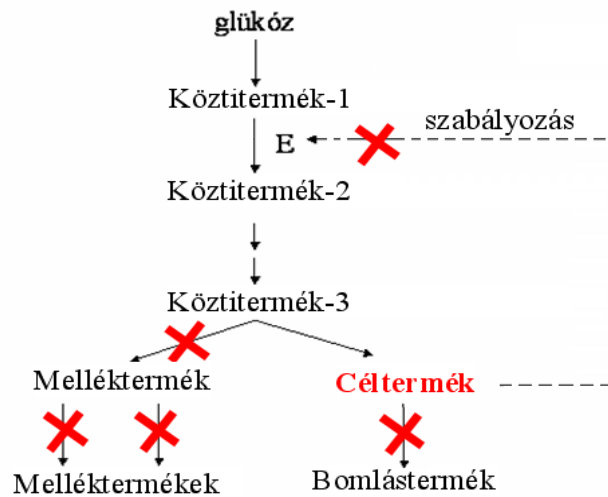 glükóz
Köztitermék-1
szabályozás
E
Köztitermék-2
Köztitermék-3
Melléktermék
Céltermék
Melléktermékek
Bomlástermék